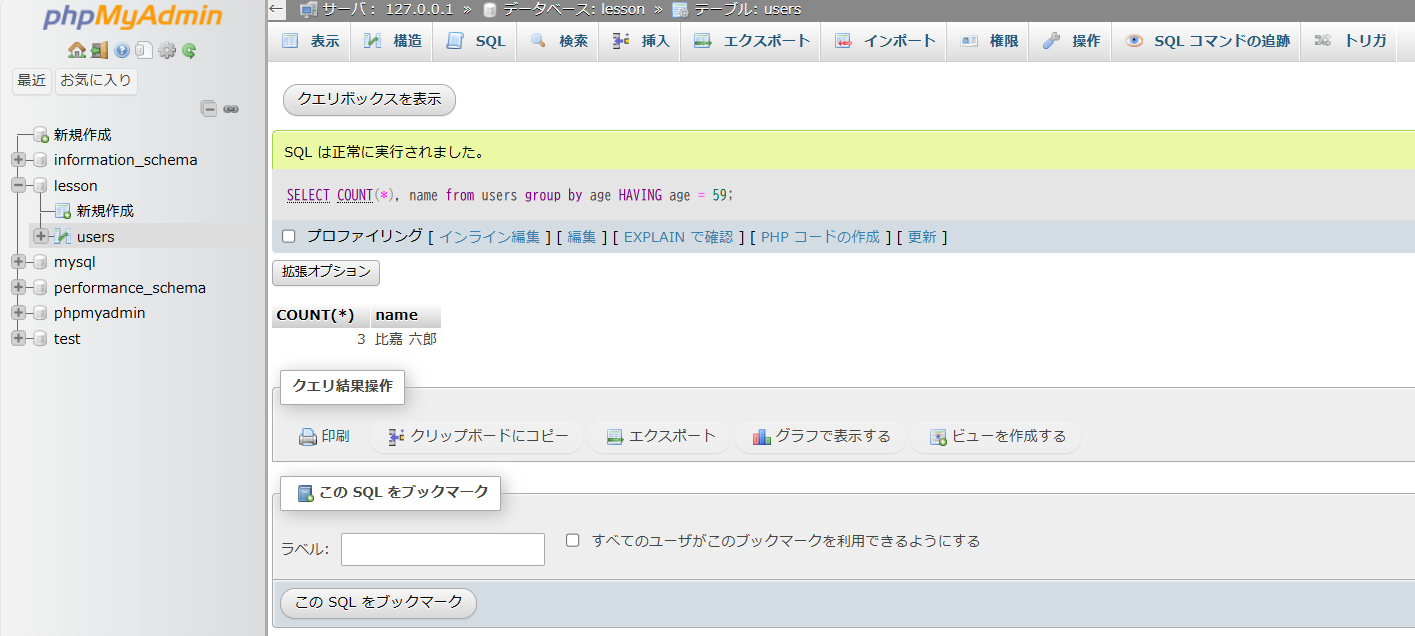 phpMyAdmin
最近 お気に入り
新規作成
information_schema
lesson
新規作成
users
mysql
performance_schema
phpmyadmin
test
← サーバ: 127.0.0.1 » データベース: lesson » テーブル: users
表示 構造 SQL 検索 挿入 エクスポート インポート 権限 操作 SQL コマンドの追跡 トリガ
クエリボックスを表示
SQL は正常に実行されました。
SELECT COUNT(*), name from users group by age HAVING age = 59;
プロファイリング [ インライン編集 ] [ 編集 ] [ EXPLAIN で確認 ] [ PHP コードの作成 ] [ 更新 ]
拡張オプション
COUNT(*) name
3 比嘉 六郎
クエリ結果操作
印刷 クリップボードにコピー エクスポート グラフで表示する ビューを作成する
この SQL をブックマーク
ラベル: すべてのユーザがこのブックマークを利用できるようにする
この SQL をブックマーク